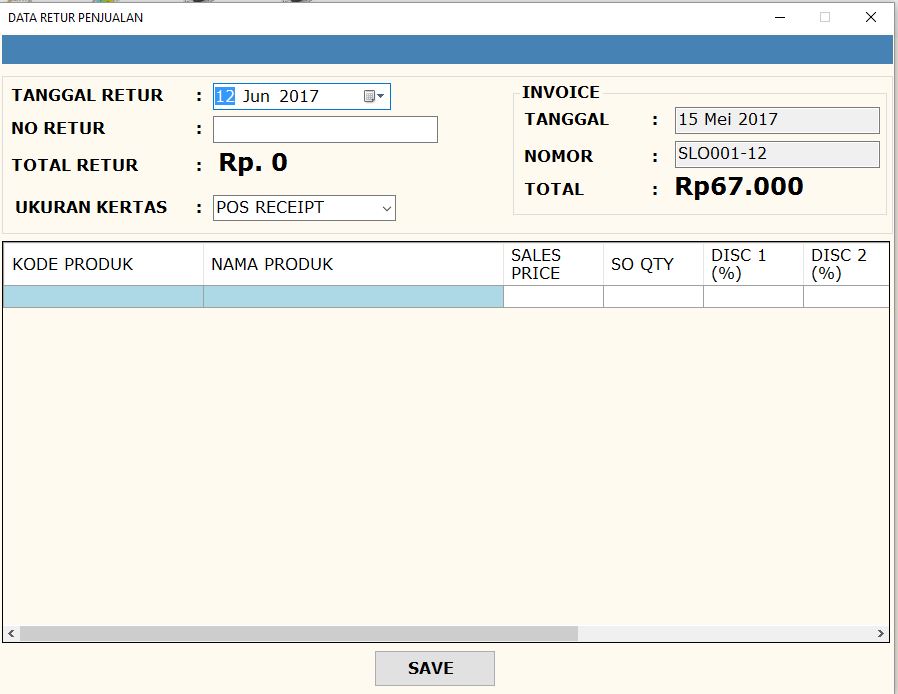 DATA RETUR PENJUALAN
TANGGAL RETUR : 12 Jun 2017
NO RETUR :
TOTAL RETUR : Rp. 0
UKURAN KERTAS : POS RECEIPT
INVOICE
TANGGAL : 15 Mei 2017
NOMOR : SLO001-12
TOTAL : Rp67.000
KODE PRODUK NAMA PRODUK SALES PRICE SO QTY DISC 1 (%) DISC 2 (%)
SAVE